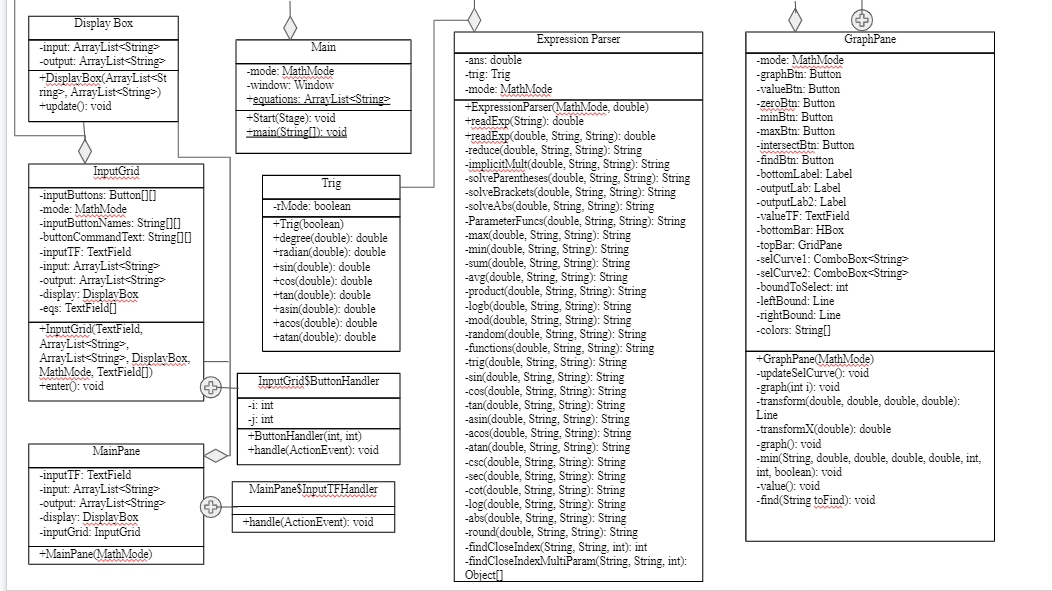 Display Box
-input: ArrayList<String>
-output: ArrayList<String>
+DisplayBox(ArrayList<St
ring>, ArrayList<String>)
+update(): void
InputGrid
-inputButtons: Button[][]
-mode: MathMode
-inputButtonNames: String[][]
-buttonCommandText: String[][]
-inputTF: TextField
-input: ArrayList<String>
-output: ArrayList<String>
-display: DisplayBox
-eqs: TextField[]
+InputGrid(TextField,
ArrayList<String>,
ArrayList<String>, DisplayBox,
MathMode, TextField[])
+enter(): void
MainPane
-inputTF: TextField
-input: ArrayList<String>
-output: ArrayList<String>
-display: DisplayBox
-inputGrid: InputGrid
+MainPane(MathMode)
Main
-mode: MathMode
-window: Window
+equations: ArrayList<String>
+Start(Stage): void
+main(String[]): void
Trig
-rMode: boolean
+Trig(boolean)
+degree(double): double
+radian(double): double
+sin(double): double
+cos(double): double
+tan(double): double
+asin(double): double
+acos(double): double
+atan(double): double
InputGrid$ButtonHandler
-i: int
-j: int
+ButtonHandler(int, int)
+handle(ActionEvent): void
MainPane$InputTFHandler
+handle(ActionEvent): void
Expression Parser
-ans: double
-trig: Trig
-mode: MathMode
+ExpressionParser(MathMode, double)
+readExp(String): double
+readExp(double, String, String): double
-reduce(double, String, String): String
-implicitMult(double, String, String): String
-solveParentheses(double, String, String): String
-solveBrackets(double, String, String): String
-solveAbs(double, String, String): String
-ParameterFuncs(double, String, String): String
-max(double, String, String): String
-min(double, String, String): String
-sum(double, String, String): String
-avg(double, String, String): String
-product(double, String, String): String
-logb(double, String, String): String
-mod(double, String, String): String
-random(double, String, String): String
-functions(double, String, String): String
-trig(double, String, String): String
-sin(double, String, String): String
-cos(double, String, String): String
-tan(double, String, String): String
-asin(double, String, String): String
-acos(double, String, String): String
-atan(double, String, String): String
-csc(double, String, String): String
-sec(double, String, String): String
-cot(double, String, String): String
-log(double, String, String): String
-abs(double, String, String): String
-round(double, String, String): String
-findCloseIndex(String, String, int): int
-findCloseIndexMultiParam(String, String, int):
Object[]
GraphPane
-mode: MathMode
-graphBtn: Button
-valueBtn: Button
-zeroBtn: Button
-minBtn: Button
-maxBtn: Button
-intersectBtn: Button
-findBtn: Button
-bottomLabel: Label
-outputLab: Label
-outputLab2: Label
-valueTF: TextField
-bottomBar: HBox
-topBar: GridPane
-selCurve1: ComboBox<String>
-selCurve2: ComboBox<String>
-boundToSelect: int
-leftBound: Line
-rightBound: Line
-colors: String[]
+GraphPane(MathMode)
-updateSelCurve(): void
-graph(int i): void
-transform(double, double, double, double):
Line
-transformX(double): double
-graph(): void
-min(String, double, double, double, double, int,
int, boolean): void
-value(): void
-find(String toFind): void